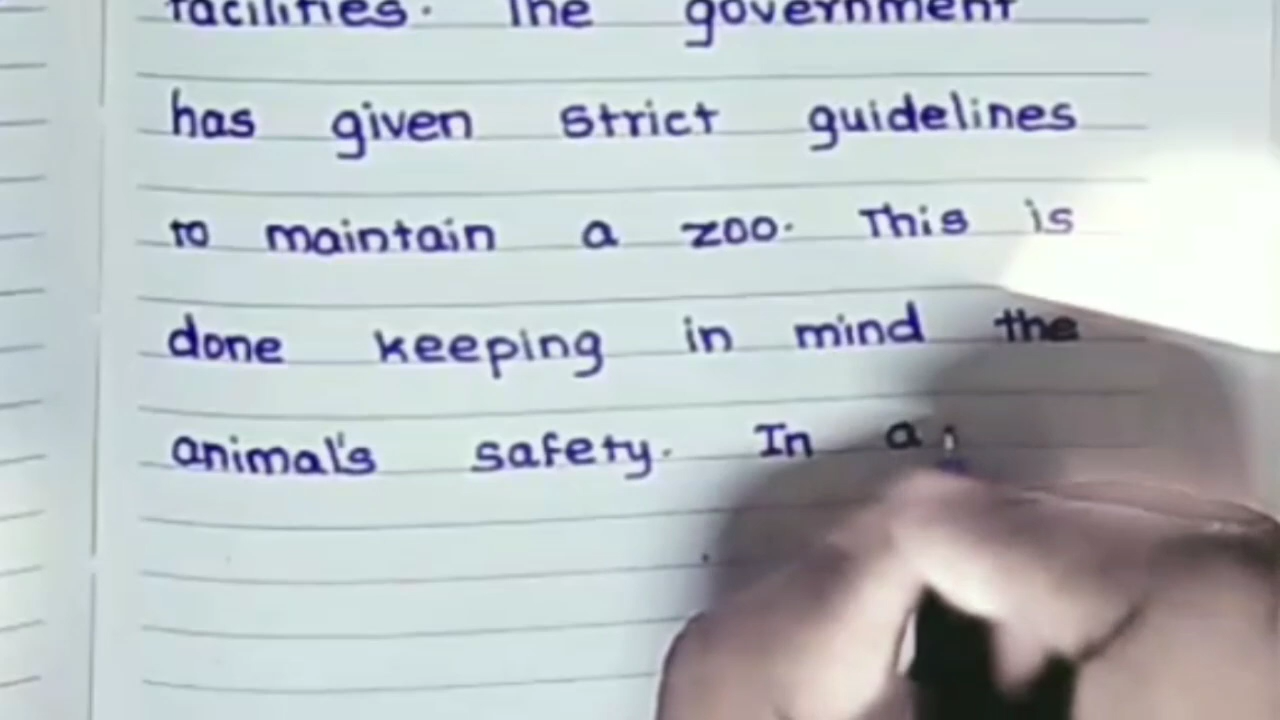 facilities. The government
has given strict guidelines
to maintain a zoo. This is
done keeping in mind the
animal's safety. In a